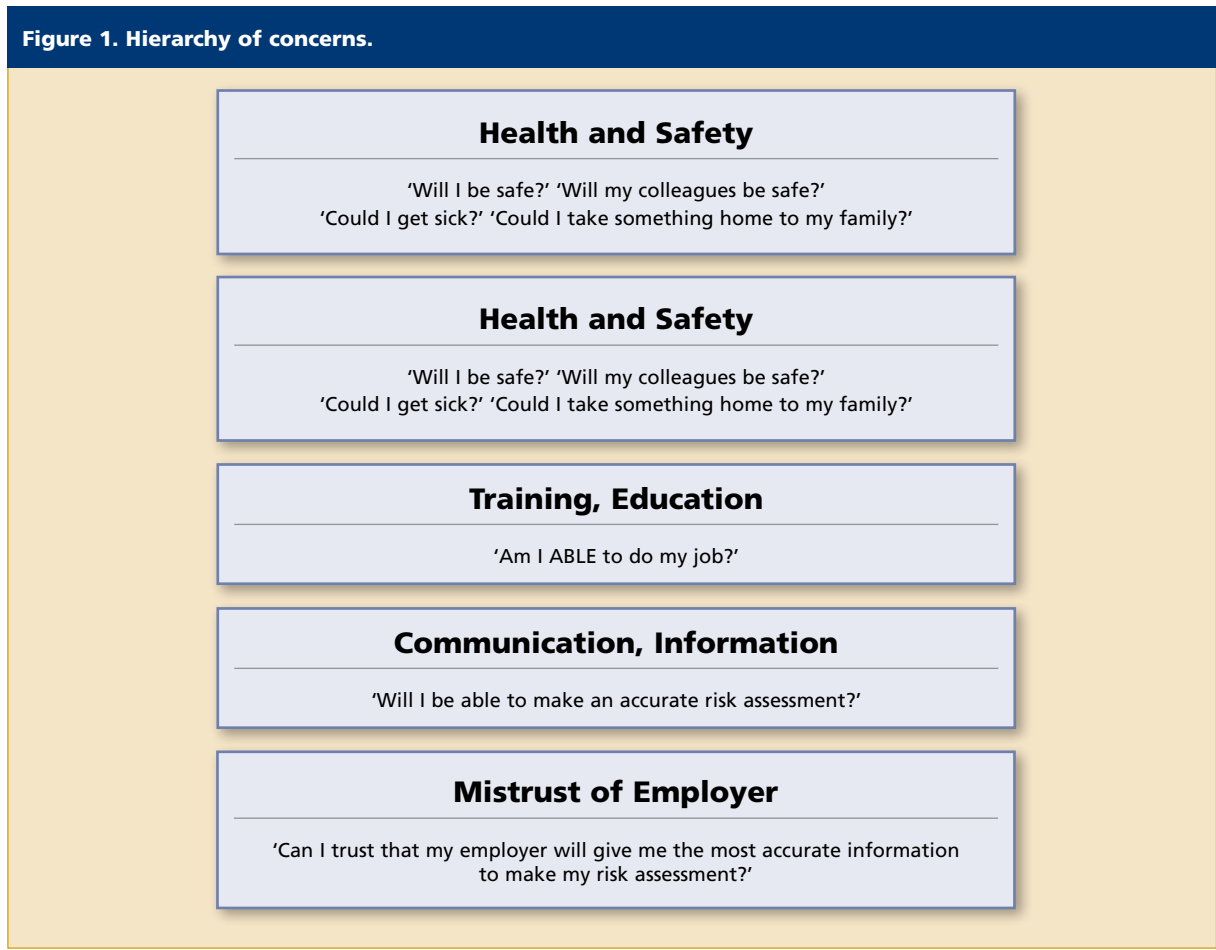 Figure 1. Hierarchy of concerns.
Health and Safety
‘Will I be safe?’ ‘Will my colleagues be safe?’
‘Could I get sick?’ ‘Could I take something home to my family?’
Health and Safety
‘Will I be safe?’ ‘Will my colleagues be safe?’
‘Could I get sick?’ ‘Could I take something home to my family?’
Training, Education
‘Am I ABLE to do my job?’
Communication, Information
‘Will I be able to make an accurate risk assessment?’
Mistrust of Employer
‘Can I trust that my employer will give me the most accurate information
to make my risk assessment?’